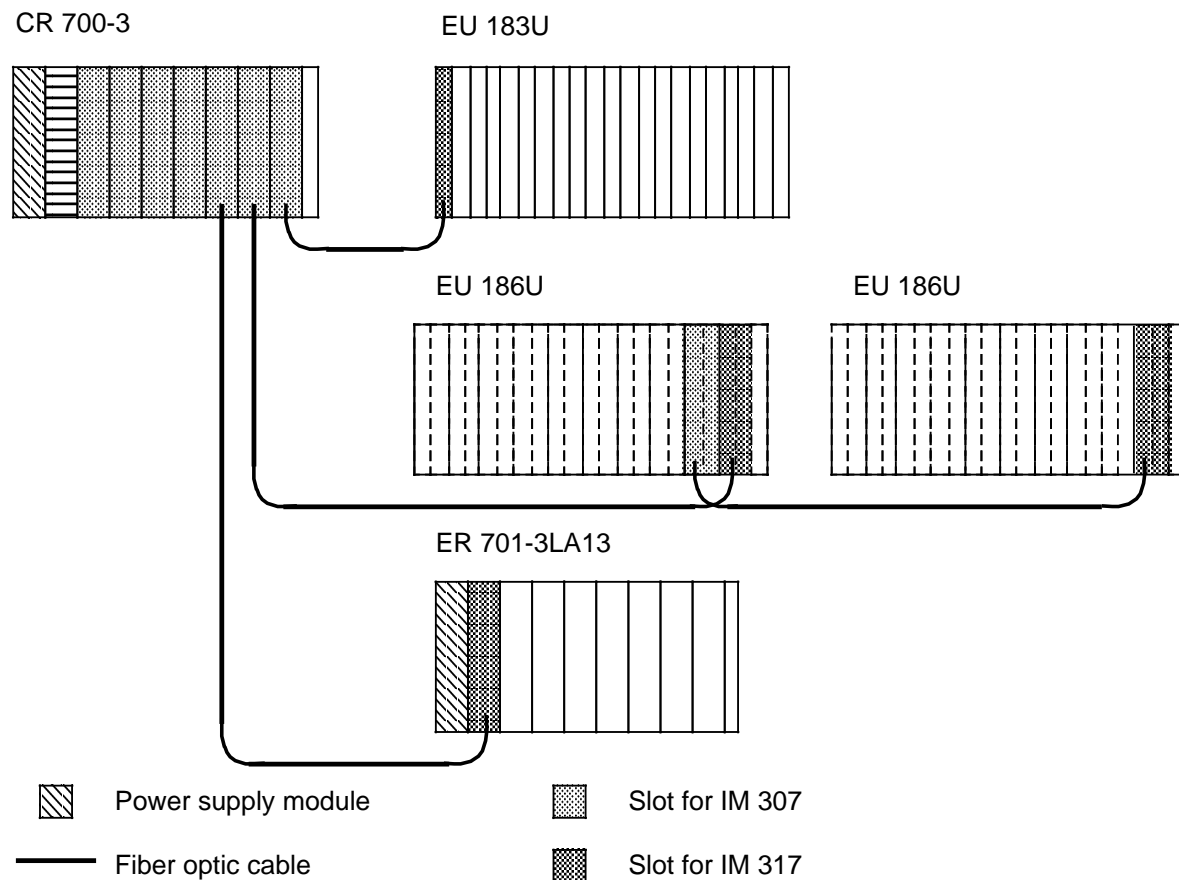 CR 700-3
EU 183U
EU 186U
EU 186U
ER 701-3LA13
Power supply module
Slot for IM 307
Fiber optic cable
Slot for IM 317